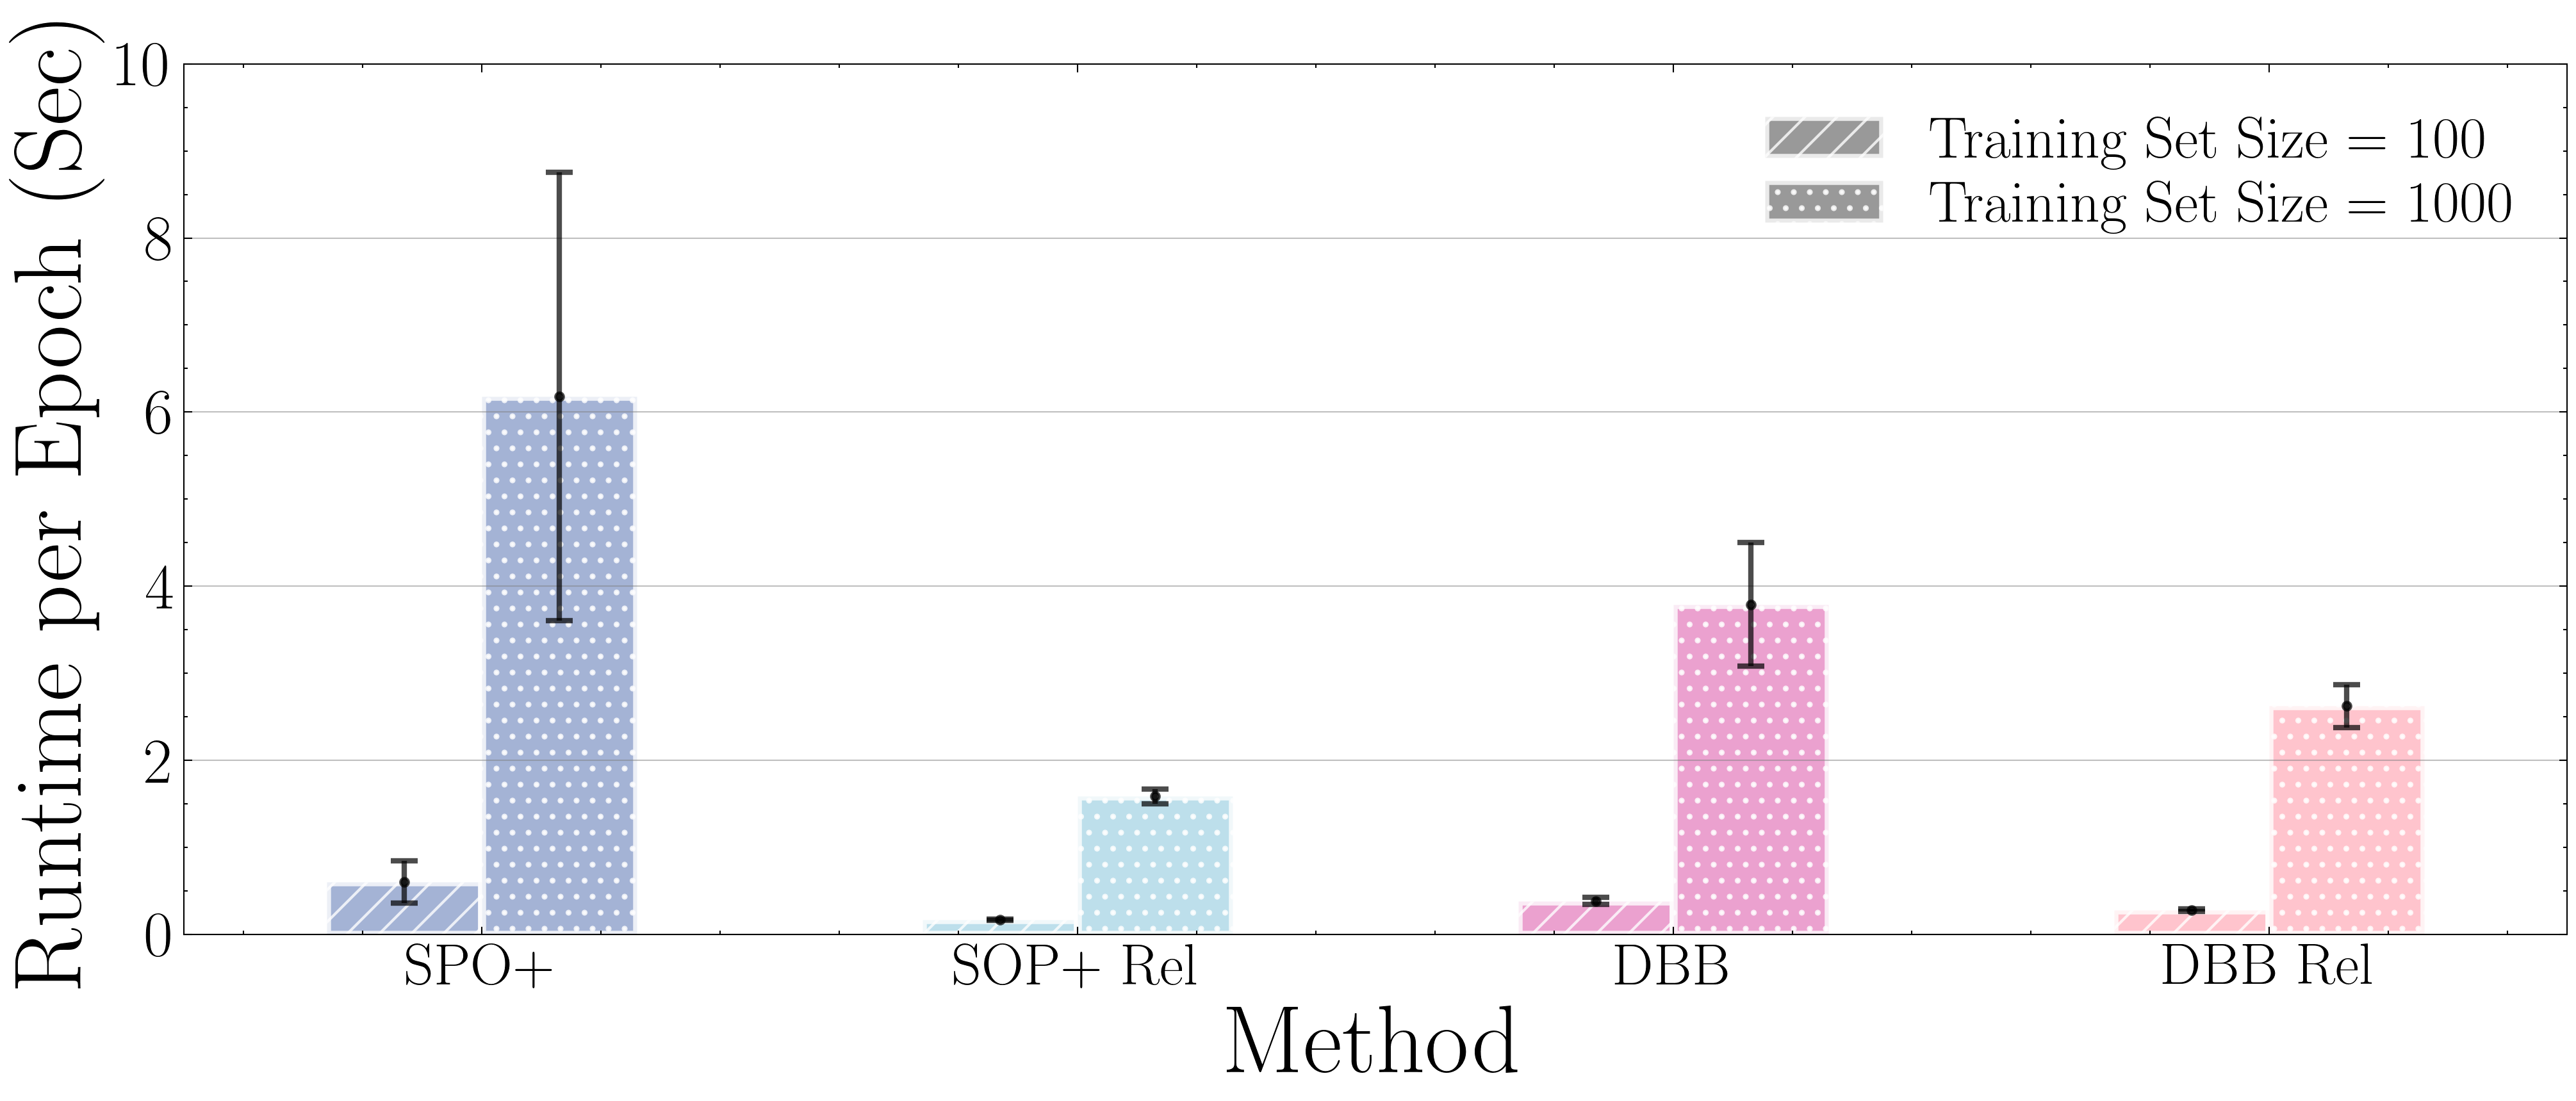 Runtime per Epoch (Sec)
10
8
6
4
2
0
Training Set Size = 100
Training Set Size = 1000
SPO+
SOP+ Rel
DBB
DBB Rel
Method